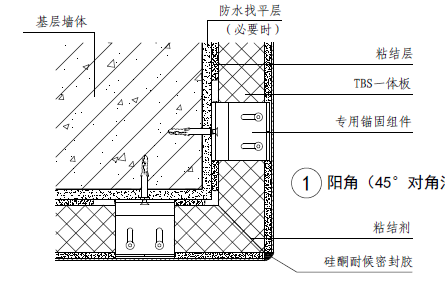 防水找平层
(必要时)
基层墙体
粘结层
TBS一体板
专用锚固组件
1 阳角(45°对角
粘结剂
硅酮耐候密封胶